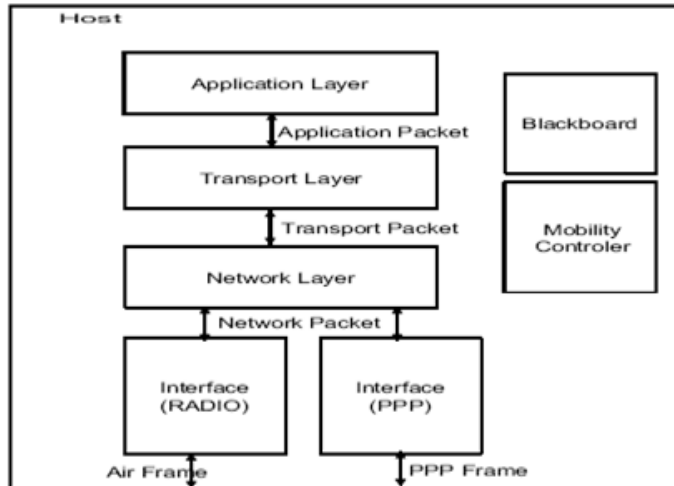 Host
Application Layer
Application Packet
Blackboard
Transport Layer
Transport Packet
Mobility
Controler
Network Layer
Network Packet
Interface
(RADIO)
Interface
(PPP)
Air Frame
PPP Frame